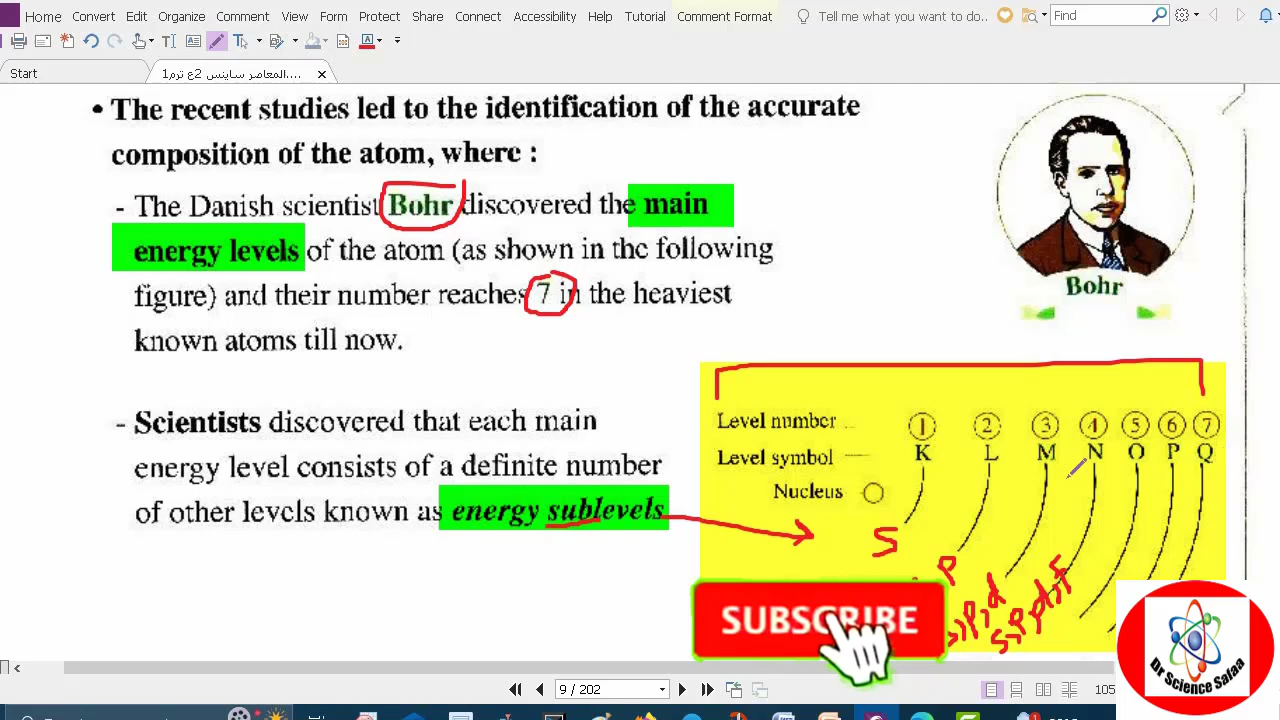 Home Convert Edit Organize Comment View Form Protect Share Connect Accessibility Help Tutorial Comment Format Tell me what you want to do.. Find
Start المعاصر ساينس 2ع ترم1.... ×
• The recent studies led to the identification of the accurate
composition of the atom, where :
- The Danish scientist Bohr discovered the main
energy levels of the atom (as shown in the following
figure) and their number reaches 7 in the heaviest
known atoms till now.
Bohr
- Scientists discovered that each main
energy level consists of a definite number
of other levels known as energy sublevels
Level number 1 2 3 4 5 6 7
Level symbol K L M N O P Q
Nucleus
S
P
s, p, d
s, p, d, f
SUBSCRIBE
Dr Science Safaa
9 / 202
105